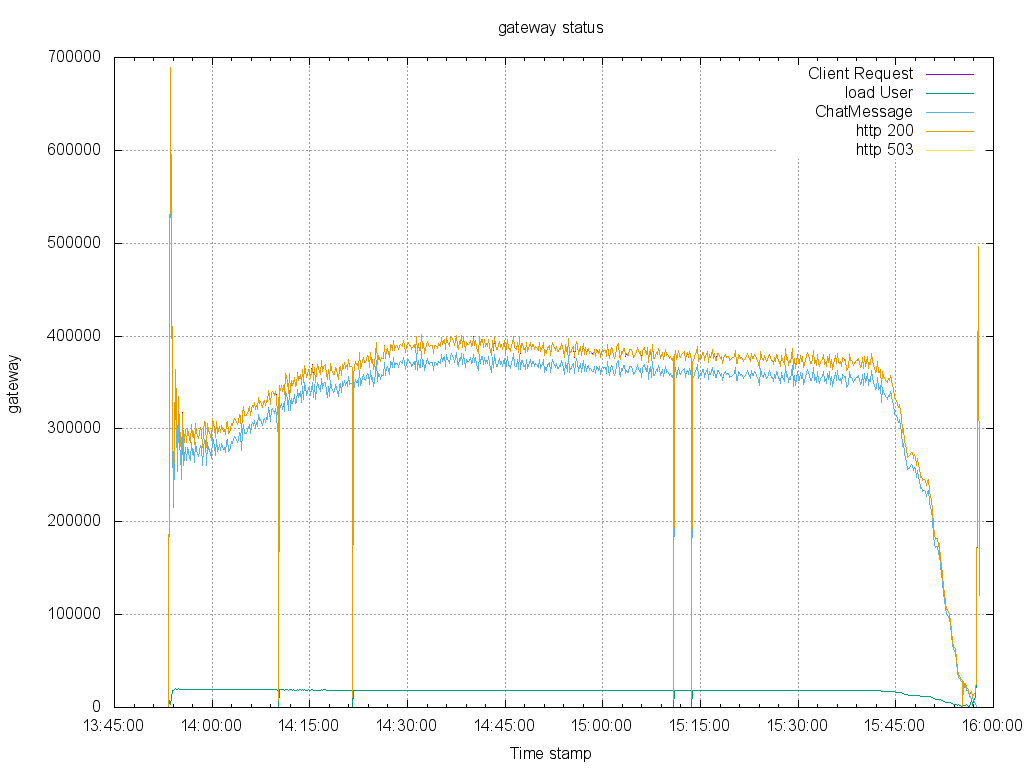 gateway status
700000
600000
500000
400000
300000
200000
100000
0
gateway
Client Request
load User
ChatMessage
http 200
http 503
13:45:00 14:00:00 14:15:00 14:30:00 14:45:00 15:00:00 15:15:00 15:30:00 15:45:00 16:00:00
Time stamp